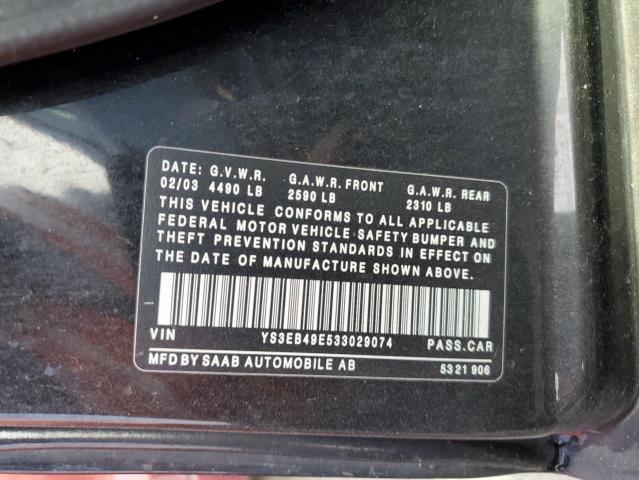 DATE: G.V.W.R. G.A.W.R. FRONT G.A.W.R. REAR
02/03 4490 LB 2590 LB 2310 LB
THIS VEHICLE CONFORMS TO ALL APPLICABLE
FEDERAL MOTOR VEHICLE SAFETY BUMPER AND
THEFT PREVENTION STANDARDS IN EFFECT ON
THE DATE OF MANUFACTURE SHOWN ABOVE.
VIN YS3EB49E533029074 PASS.CAR
MFD BY SAAB AUTOMOBILE AB 5321906